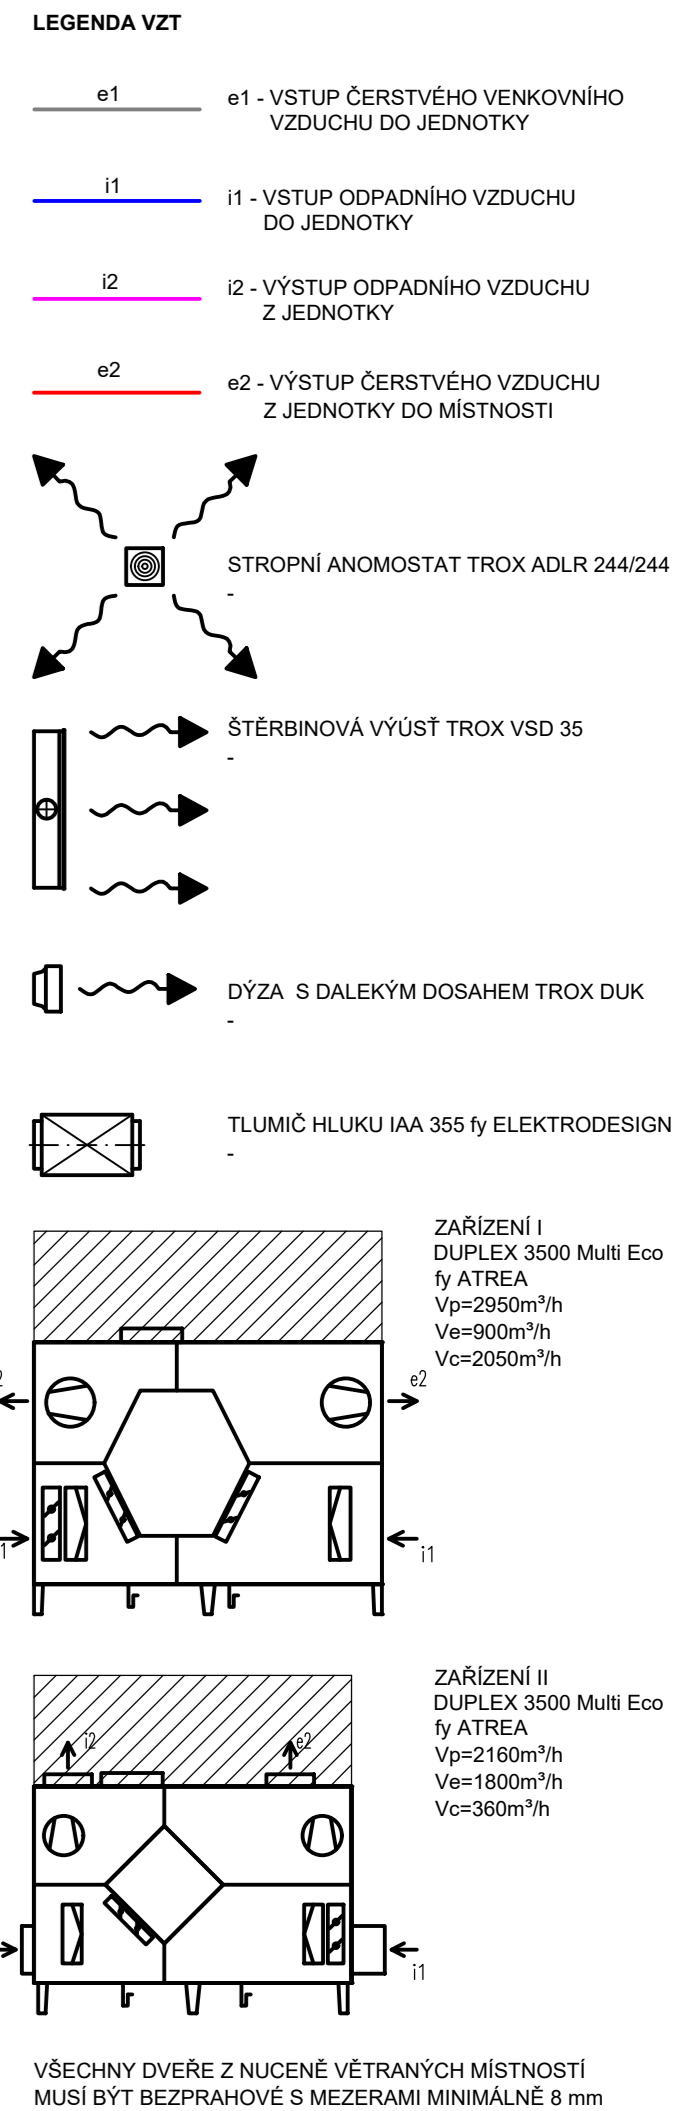 LEGENDA VZT
e1
e1 - VSTUP ČERSTVÉHO VENKOVNÍHO
VZDUCHU DO JEDNOTKY
i1
i1 - VSTUP ODPADNÍHO VZDUCHU
DO JEDNOTKY
i2
i2 - VÝSTUP ODPADNÍHO VZDUCHU
Z JEDNOTKY
e2
e2 - VÝSTUP ČERSTVÉHO VZDUCHU
Z JEDNOTKY DO MÍSTNOSTI
STROPNÍ ANOMOSTAT TROX ADLR 244/244
-
ŠTĚRBINOVÁ VÝÚSŤ TROX VSD 35
-
DÝZA S DALEKÝM DOSAHEM TROX DUK
-
TLUMIČ HLUKU IAA 355 fy ELEKTRODESIGN
-
ZAŘÍZENÍ I
DUPLEX 3500 Multi Eco
fy ATREA
Vp=2950m³/h
Ve=900m³/h
Vc=2050m³/h
2
e2
1
i1
ZAŘÍZENÍ II
DUPLEX 3500 Multi Eco
fy ATREA
Vp=2160m³/h
Ve=1800m³/h
Vc=360m³/h
i2
e2
i1
VŠECHNY DVEŘE Z NUCENĚ VĚTRANÝCH MÍSTNOSTÍ
MUSÍ BÝT BEZPRAHOVÉ S MEZERAMI MINIMÁLNĚ 8 mm